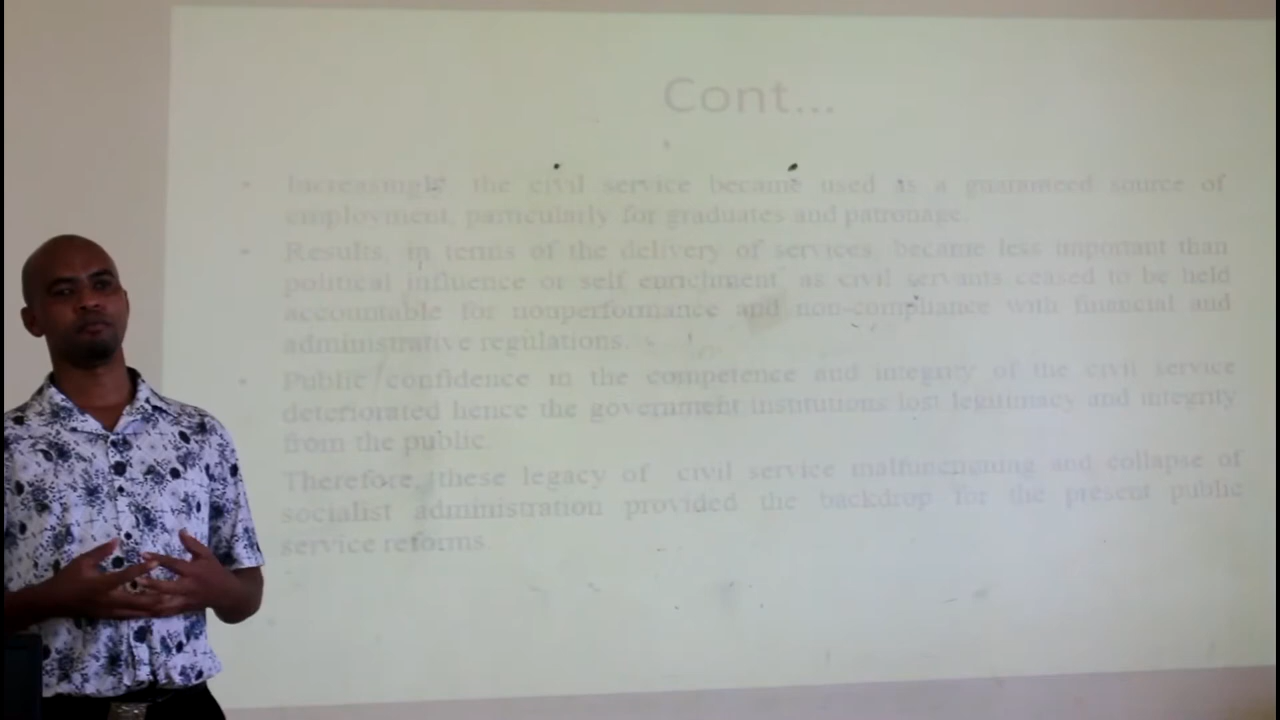 Cont...
• Increasingly, the civil service became used as a guaranteed source of
employment, particularly for graduates and patronage.
• Results, in terms of the delivery of services, became less important than
political influence or self enrichment, as civil servants ceased to be held
accountable for nonperformance and non-compliance with financial and
administrative regulations.
• Public confidence in the competence and integrity of the civil service
deteriorated hence the government institutions lost legitimacy and integrity
from the public.
Therefore, these legacy of civil service malfunctioning and collapse of
socialist administration provided the backdrop for the present public
service reforms.